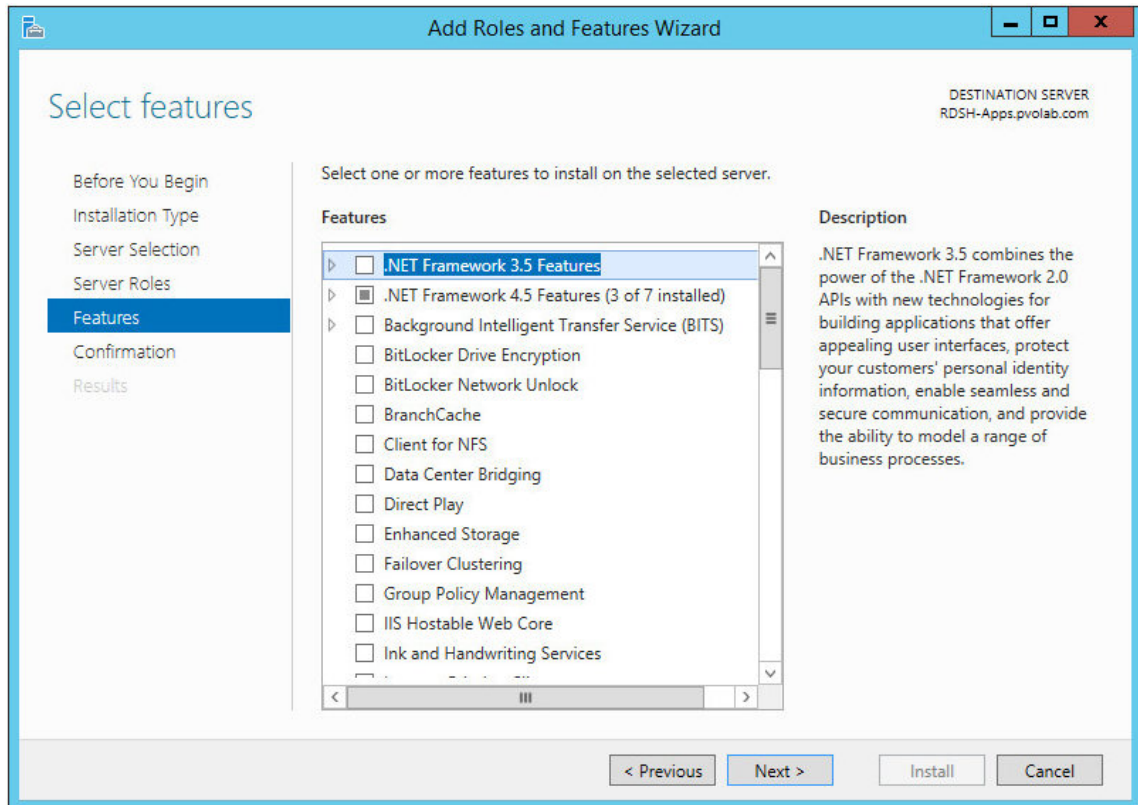 Add Roles and Features Wizard
Select features
DESTINATION SERVER
RDSH-Apps.pvolab.com
Before You Begin
Installation Type
Server Selection
Server Roles
Features
Confirmation
Results
Select one or more features to install on the selected server.
Features
.NET Framework 3.5 Features
.NET Framework 4.5 Features (3 of 7 installed)
Background Intelligent Transfer Service (BITS)
BitLocker Drive Encryption
BitLocker Network Unlock
BranchCache
Client for NFS
Data Center Bridging
Direct Play
Enhanced Storage
Failover Clustering
Group Policy Management
IIS Hostable Web Core
Ink and Handwriting Services
Description
.NET Framework 3.5 combines the
power of the .NET Framework 2.0
APIs with new technologies for
building applications that offer
appealing user interfaces, protect
your customers' personal identity
information, enable seamless and
secure communication, and provide
the ability to model a range of
business processes.
< Previous
Next >
Install
Cancel